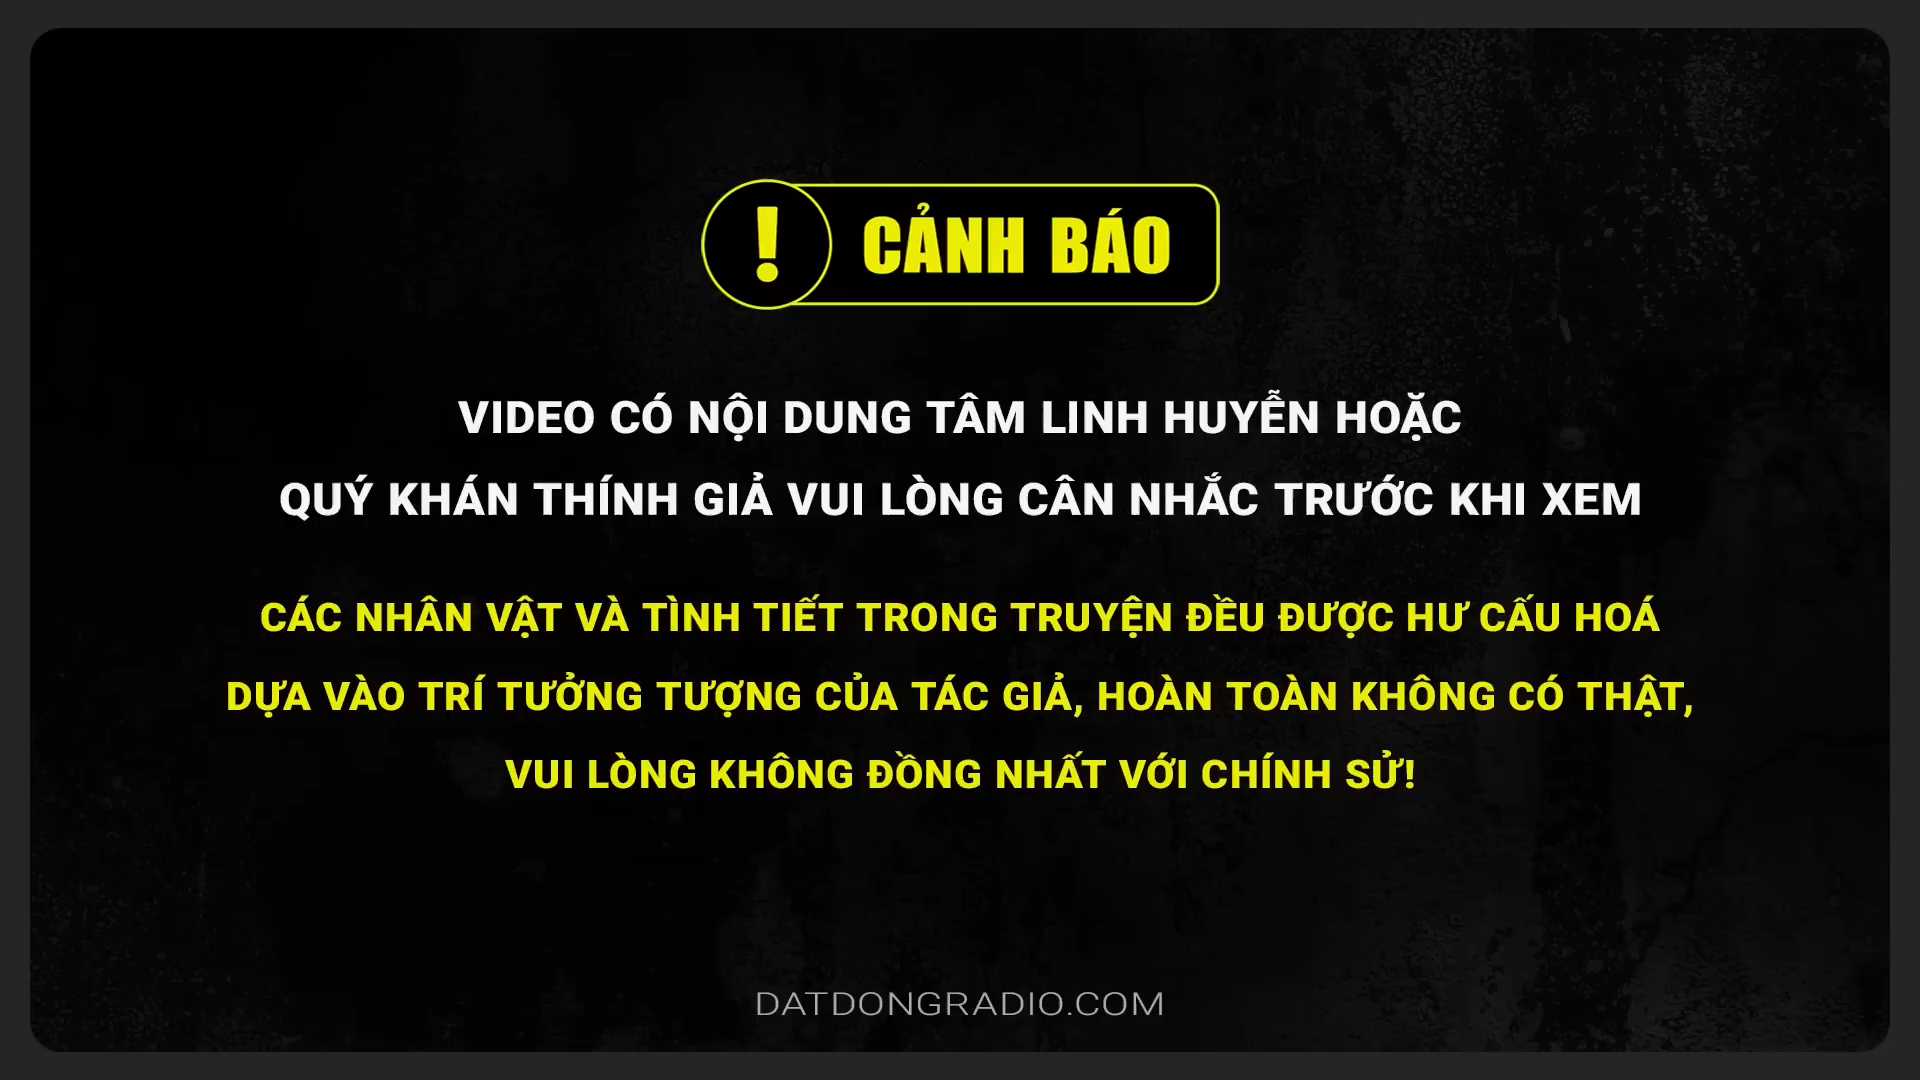 ! CẢNH BÁO
VIDEO CÓ NỘI DUNG TÂM LINH HUYỄN HOẶC
QUÝ KHÁN THÍNH GIẢ VUI LÒNG CÂN NHẮC TRƯỚC KHI XEM
CÁC NHÂN VẬT VÀ TÌNH TIẾT TRONG TRUYỆN ĐỀU ĐƯỢC HƯ CẤU HOÁ
DỰA VÀO TRÍ TƯỞNG TƯỢNG CỦA TÁC GIẢ, HOÀN TOÀN KHÔNG CÓ THẬT,
VUI LÒNG KHÔNG ĐỒNG NHẤT VỚI CHÍNH SỬ!
DATDONGRADIO.COM